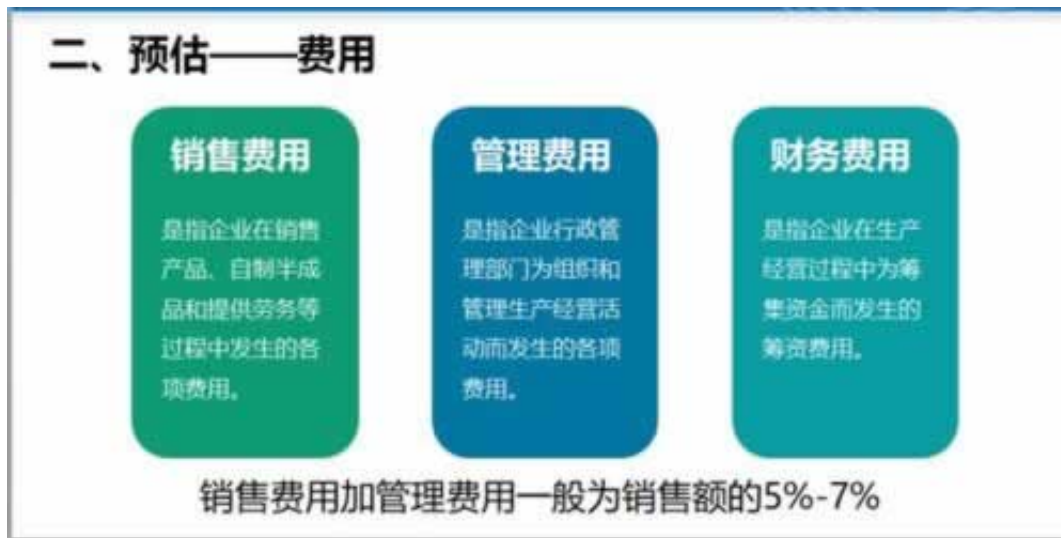 二、预估——费用
销售费用
是指企业在销售
产品、自制半成
品和提供劳务等
过程中发生的各
项费用。
管理费用
是指企业行政管
理部门为组织和
管理生产经营活
动而发生的各项
费用。
财务费用
是指企业在生产
经营过程中为筹
集资金而发生的
筹资费用。
销售费用加管理费用一般为销售额的5%-7%